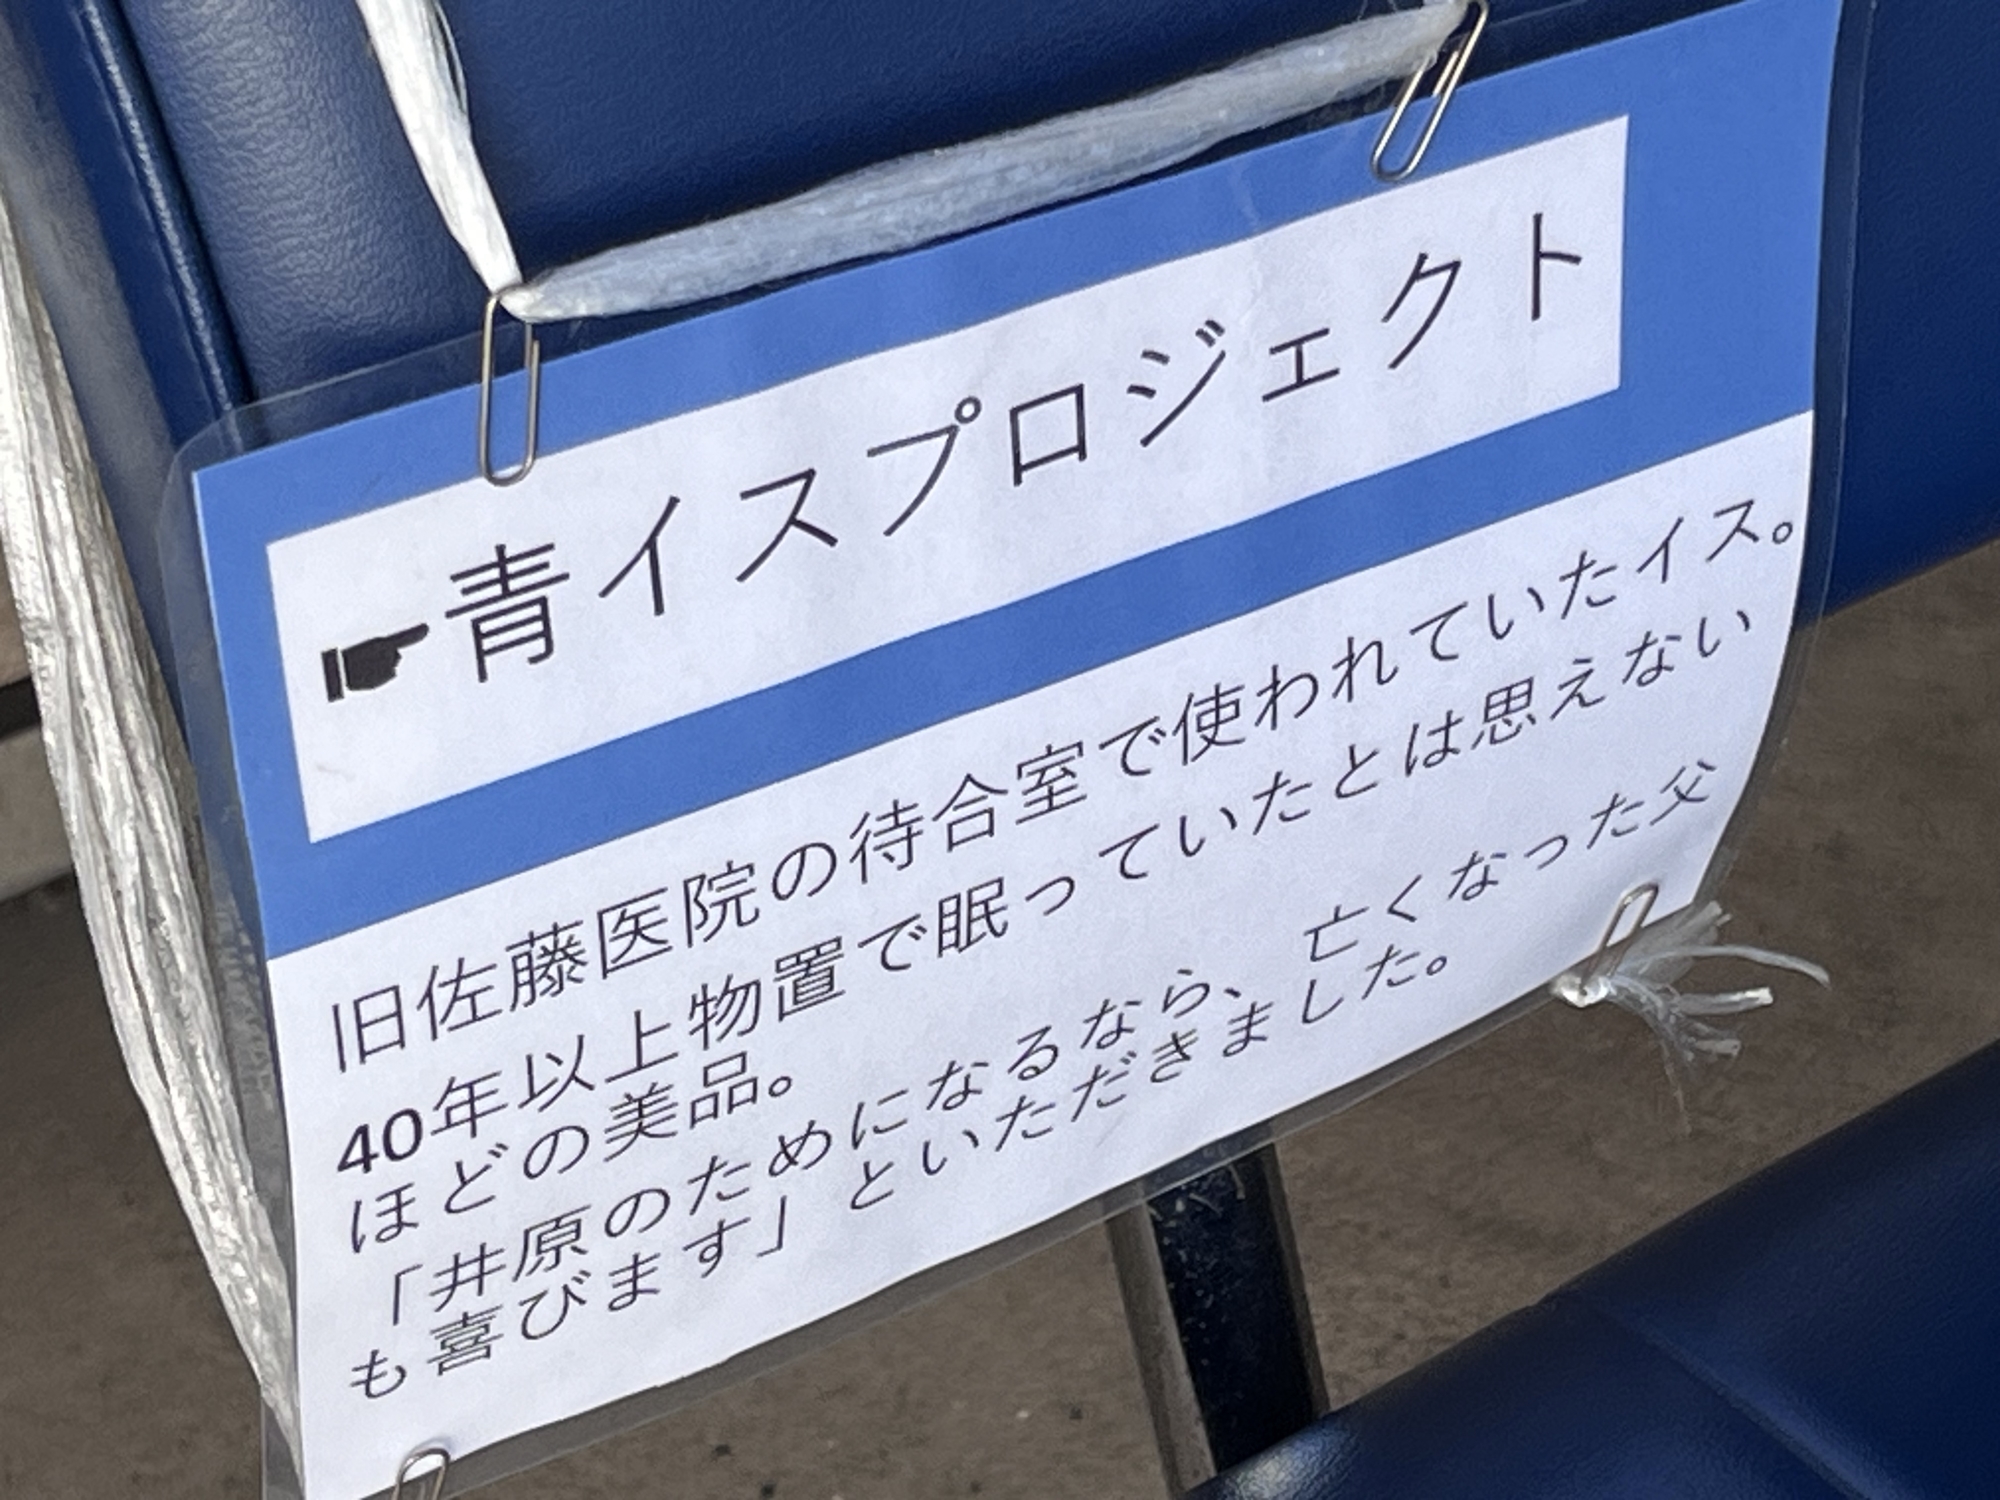 ☛青イスプロジェクト
旧佐藤医院の待合室で使われていたイス。
40年以上物置で眠っていたとは思えない
ほどの美品。
「井原のためになるなら、亡くなった父
も喜びます」といただきました。